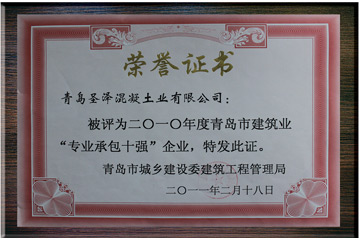 荣誉证书
青岛圣泽混凝土业有限公司：
被评为二〇一〇年度青岛市建筑业
“专业承包十强”企业，特发此证。
青岛市城乡建设委建筑工程管理局
二〇一一年二月十八日